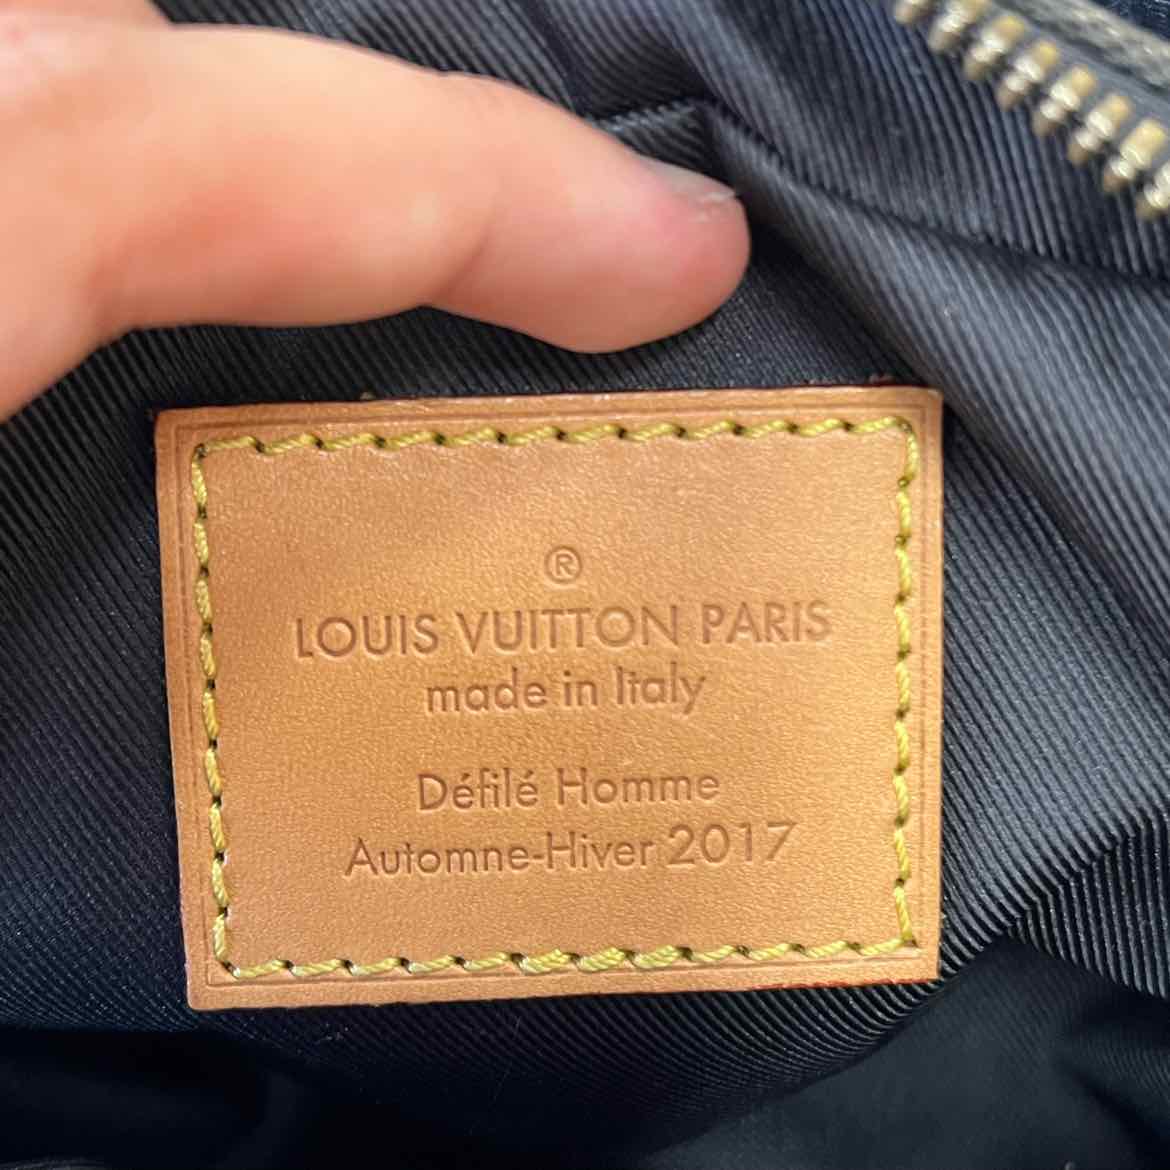 ®
LOUIS VUITTON PARIS
made in Italy
Défilé Homme
Automne-Hiver 2017